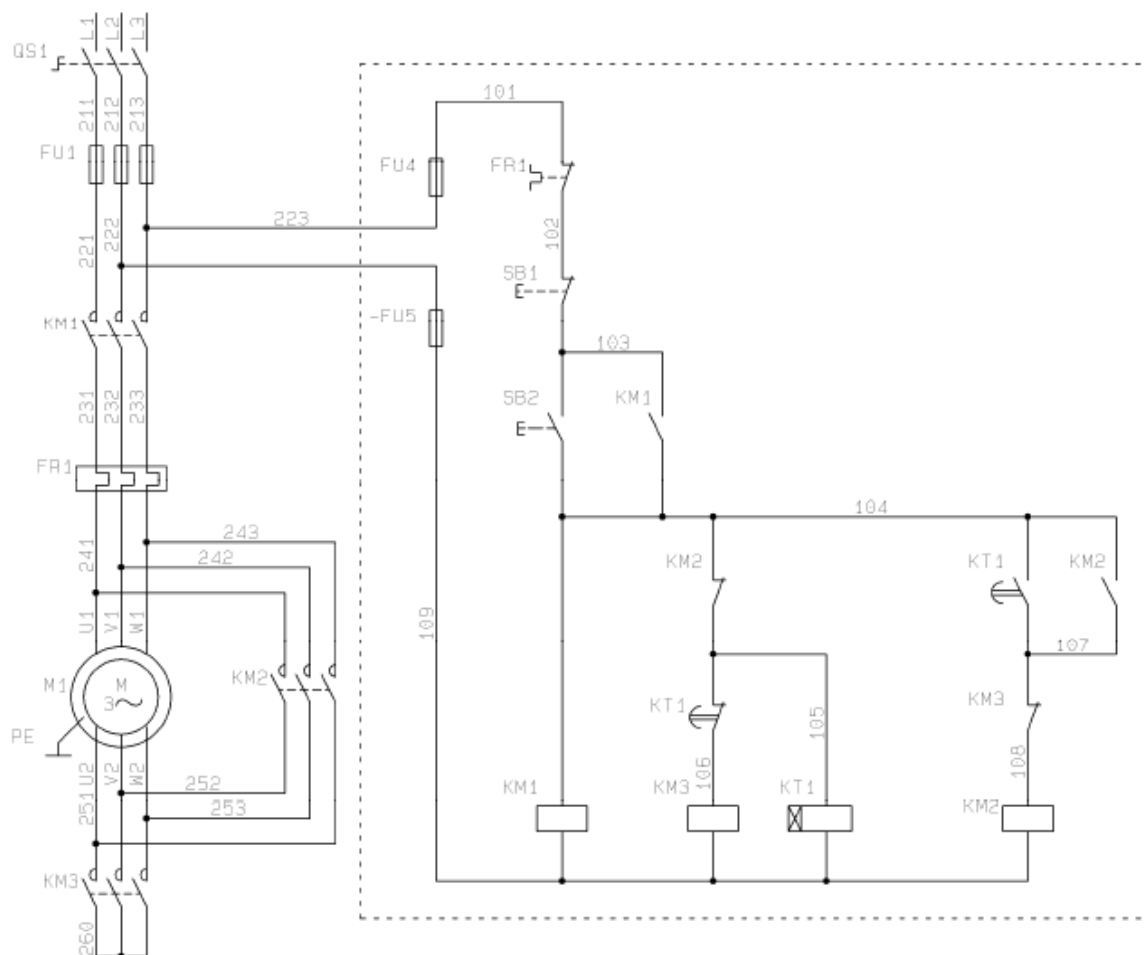 L1
L2
L3
QS1
211
212
213
101
FU1
FU4
FR1
223
222
221
102
SB1
KM1
-FU5
103
231
232
233
SB2
KM1
FR1
104
243
241
242
KM2
KT1
KM2
109
U1
V1
W1
107
M1
M
3
KM2
KT1
KM3
PE
105
U2
V2
W2
252
106
108
251
253
KM1
KM3
KT1
KM2
KM3
260